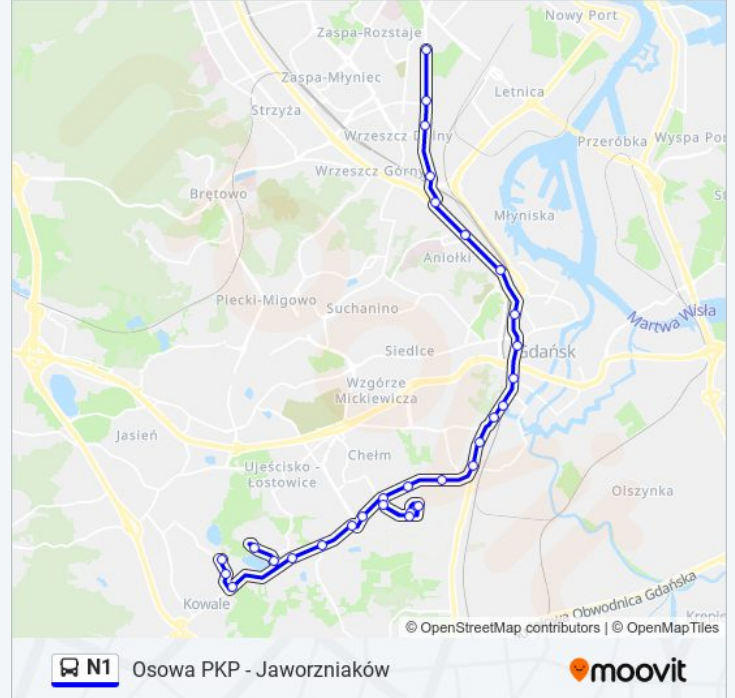 Nowy Port
Zaspa-Rozstaje
Zaspa-Młyniec
Letnica
Strzyża
Wrzeszcz Dolny
Przeróbka
Wyspa Por
Wrzeszcz Górny
Brętowo
Młyniska
Aniołki
Piecki-Migowo
Suchanino
Martwa Wisła
Siedlce
Gdańsk
Wzgórze
Mickiewicza
Jasień
Chełm
Ujeścisko -
Łostowice
Olszynka
Obwodnica Gdańska
Kowale
© OpenStreetMap contributors | © OpenMapTiles
N1 Osowa PKP - Jaworzniaków
moovit